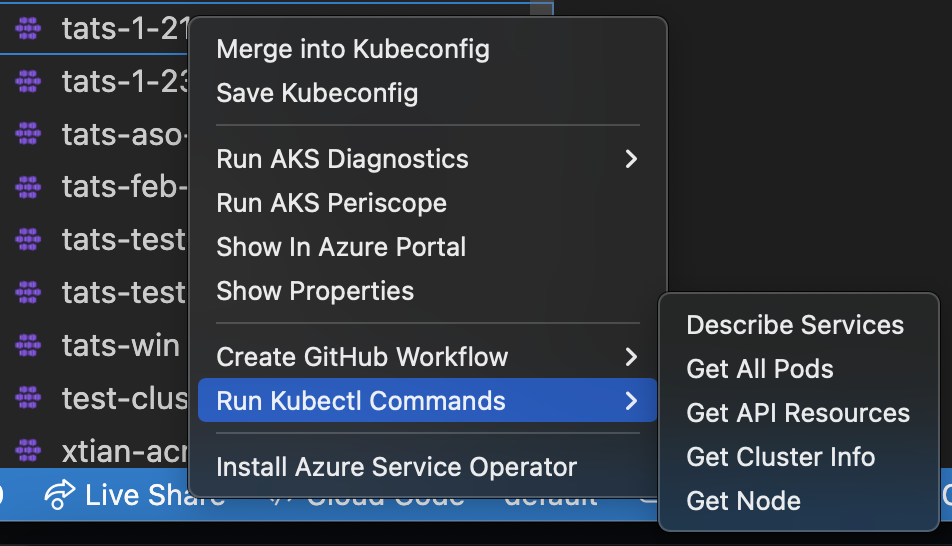 tats-1-21
tats-1-23
tats-aso-
tats-feb-
tats-test
tats-test
tats-win
test-clus
xtian-acr
Live Share
Cloud Code
default
Merge into Kubeconfig
Save Kubeconfig
Run AKS Diagnostics
Run AKS Periscope
Show In Azure Portal
Show Properties
Create GitHub Workflow
Run Kubectl Commands
Install Azure Service Operator
Describe Services
Get All Pods
Get API Resources
Get Cluster Info
Get Node